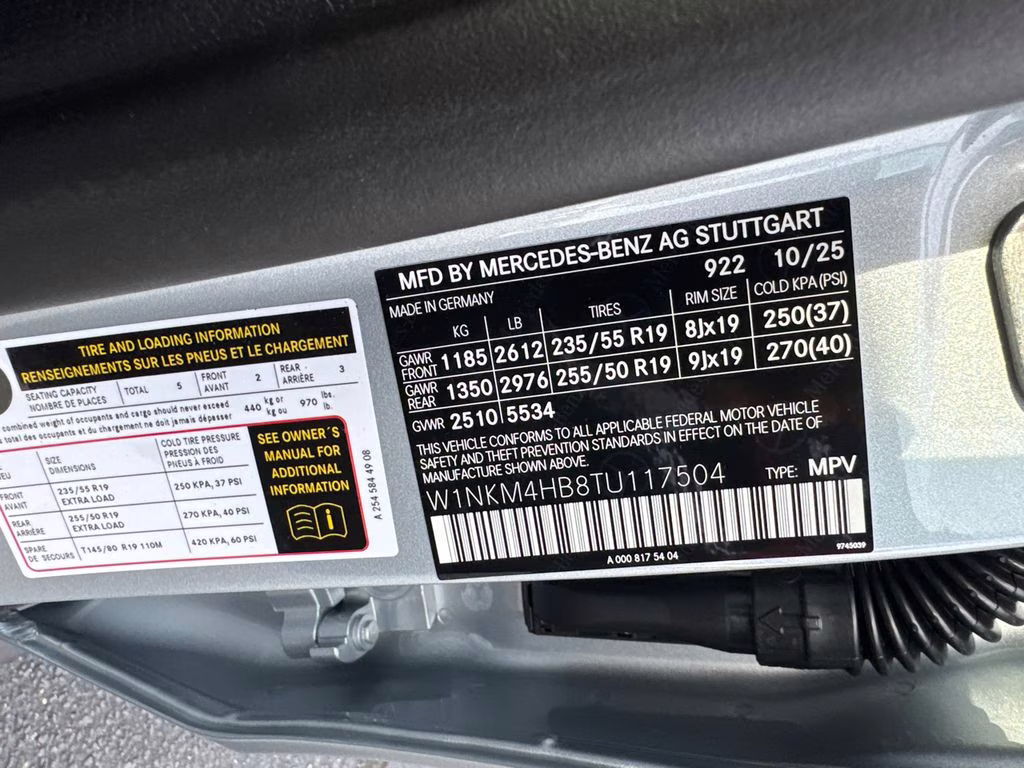 MFD BY MERCEDES-BENZ AG STUTTGART
922 10/25
MADE IN GERMANY
KG LB TIRES RIM SIZE COLD KPA(PSI)
GAWR FRONT 1185 2612 235/55 R19 8Jx19 250(37)
GAWR REAR 1350 2976 255/50 R19 9Jx19 270(40)
GVWR 2510 5534
THIS VEHICLE CONFORMS TO ALL APPLICABLE FEDERAL MOTOR VEHICLE
SAFETY AND THEFT PREVENTION STANDARDS IN EFFECT ON THE DATE OF
MANUFACTURE SHOWN ABOVE.
W1NKM4HB8TU117504 TYPE: MPV
A 000 817 54 04
9745039
TIRE AND LOADING INFORMATION
RENSEIGNEMENTS SUR LES PNEUS ET LE CHARGEMENT
SEATING CAPACITY
NOMBRE DE PLACES
TOTAL 5
FRONT
AVANT
2
REAR
ARRIÈRE
3
combined weight of occupants and cargo should never exceed
total des occupants et du chargement ne doit jamais dépasser
440 kg or
kg ou
970 lbs.
lb.
SIZE
DIMENSIONS
COLD TIRE PRESSURE
PRESSION DES
PNEUS À FROID
235/55 R19
EXTRA LOAD
250 KPA, 37 PSI
REAR
ARRIÈRE
255/50 R19
EXTRA LOAD
270 KPA, 40 PSI
SPARE
DE SECOURS
T145/80 R19 110M
420 KPA, 60 PSI
SEE OWNER´S
MANUAL FOR
ADDITIONAL
INFORMATION
i
A 254 584 49 08